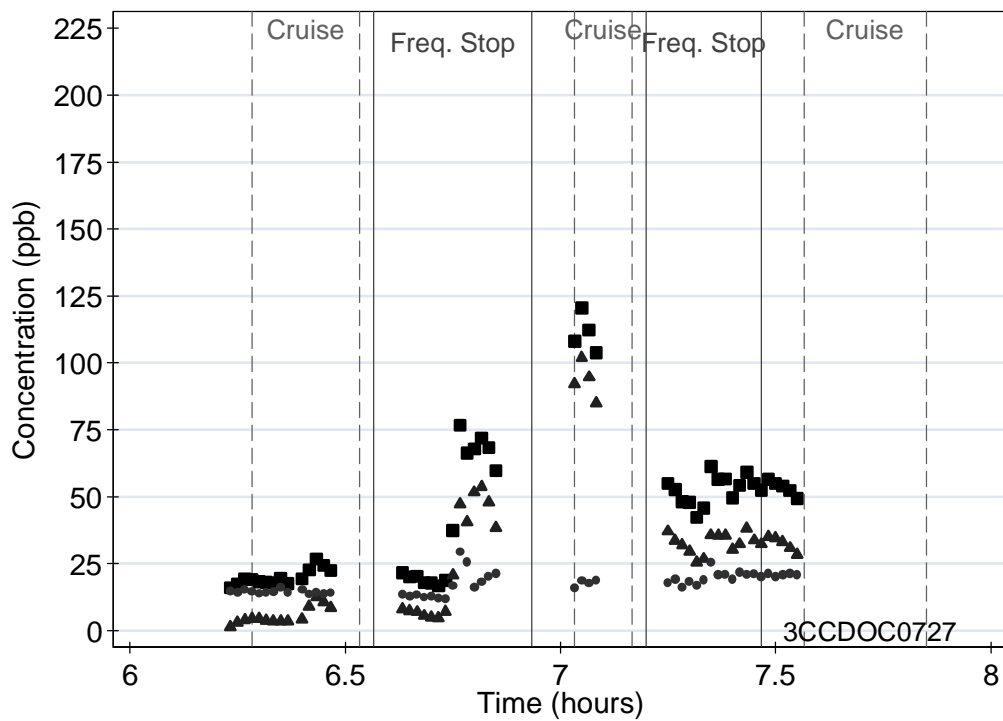 Cruise
Cruise
Cruise
Freq. Stop
Freq. Stop
225
200
175
150
125
100
75
50
25
0
Concentration (ppb)
3CCDOC0727
6
6.5
7
7.5
8
Time (hours)